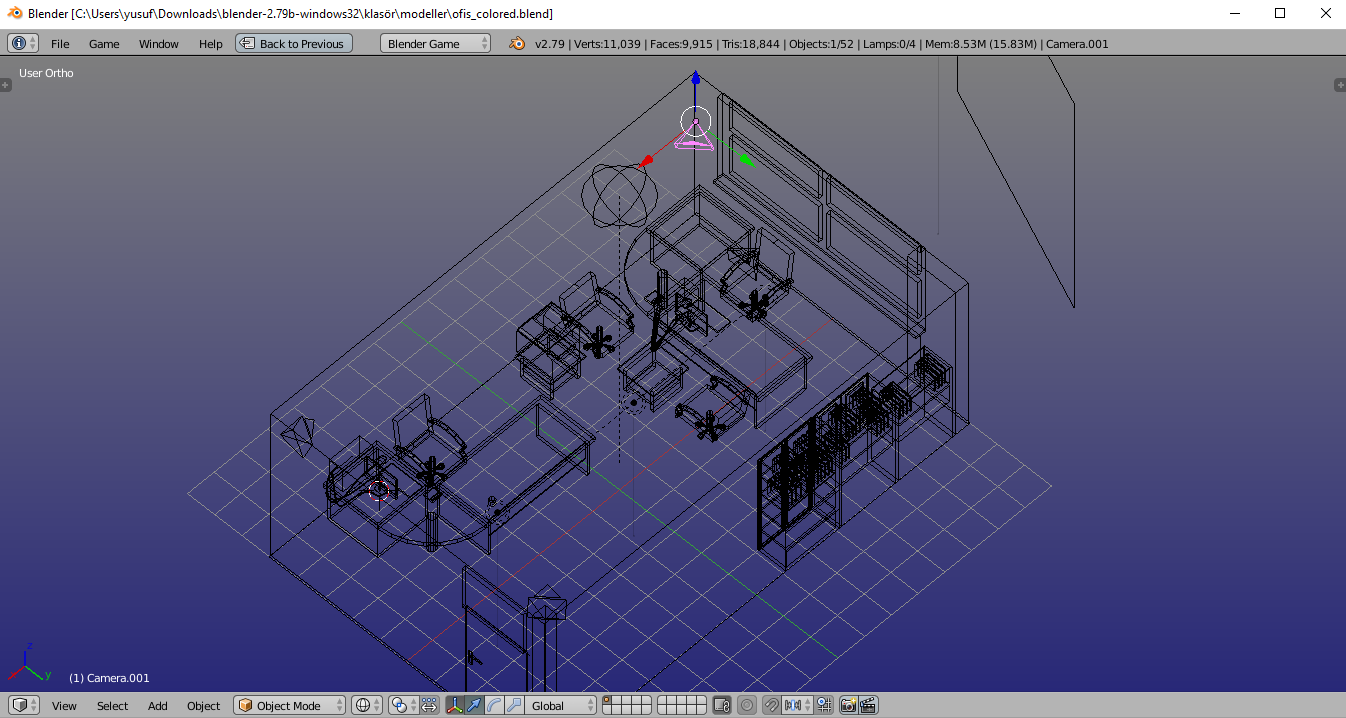 Blender [C:\Users\yusuf\Downloads\blender-2.79b-windows32\klasör\modeller\ofis_colored.blend]
File Game Window Help Back to Previous Blender Game v2.79 | Verts:11,039 | Faces:9,915 | Tris:18,844 | Objects:1/52 | Lamps:0/4 | Mem:8.53M (15.83M) | Camera.001
User Ortho
z
y
(1) Camera.001
View Select Add Object Object Mode Global